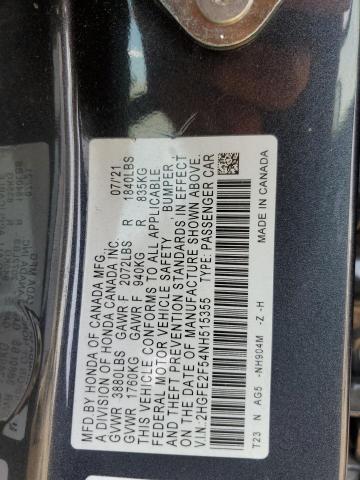 MFD BY HONDA OF CANADA MFG. 07/'21
A DIVISION OF HONDA CANADA INC.
GVWR 3880LBS GAWR F 2072LBS R 1840LBS
GVWR 1760KG GAWR F 940KG R 835KG
THIS VEHICLE CONFORMS TO ALL APPLICABLE
FEDERAL MOTOR VEHICLE SAFETY, BUMPER,
AND THEFT PREVENTION STANDARDS IN EFFECT
ON THE DATE OF MANUFACTURE SHOWN ABOVE.
V.I.N: 2HGFE2F54NH515355 TYPE: PASSENGER CAR
T23 N AG5 -NH904M -Z -H MADE IN CANADA